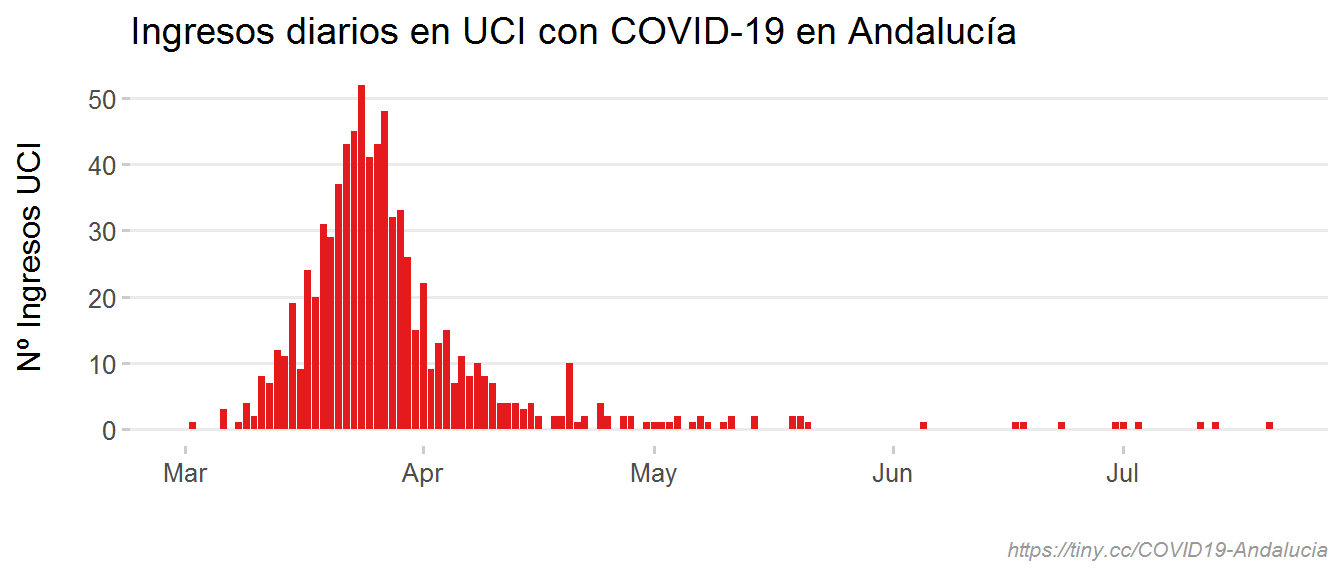 Ingresos diarios en UCI con COVID-19 en Andalucía
Nº Ingresos UCI
50
40
30
20
10
0
Mar Apr May Jun Jul
https://tiny.cc/COVID19-Andalucia